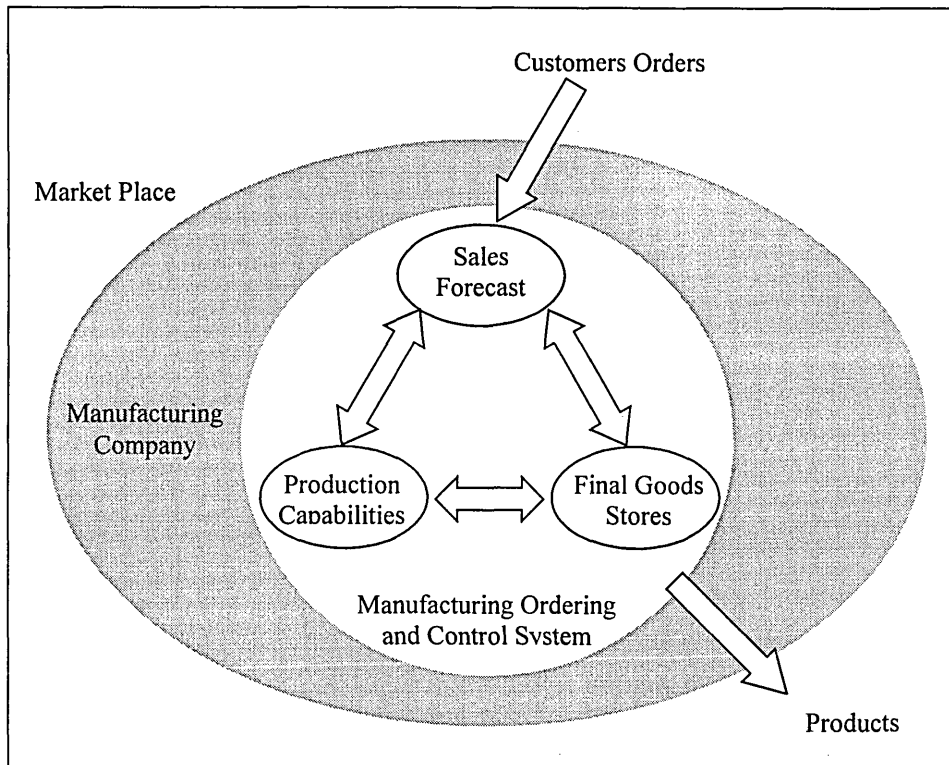 Customers Orders
Market Place
Sales
Forecast
Manufacturing
Company
Production
Capabilities
Final Goods
Stores
Manufacturing Ordering
and Control System
Products